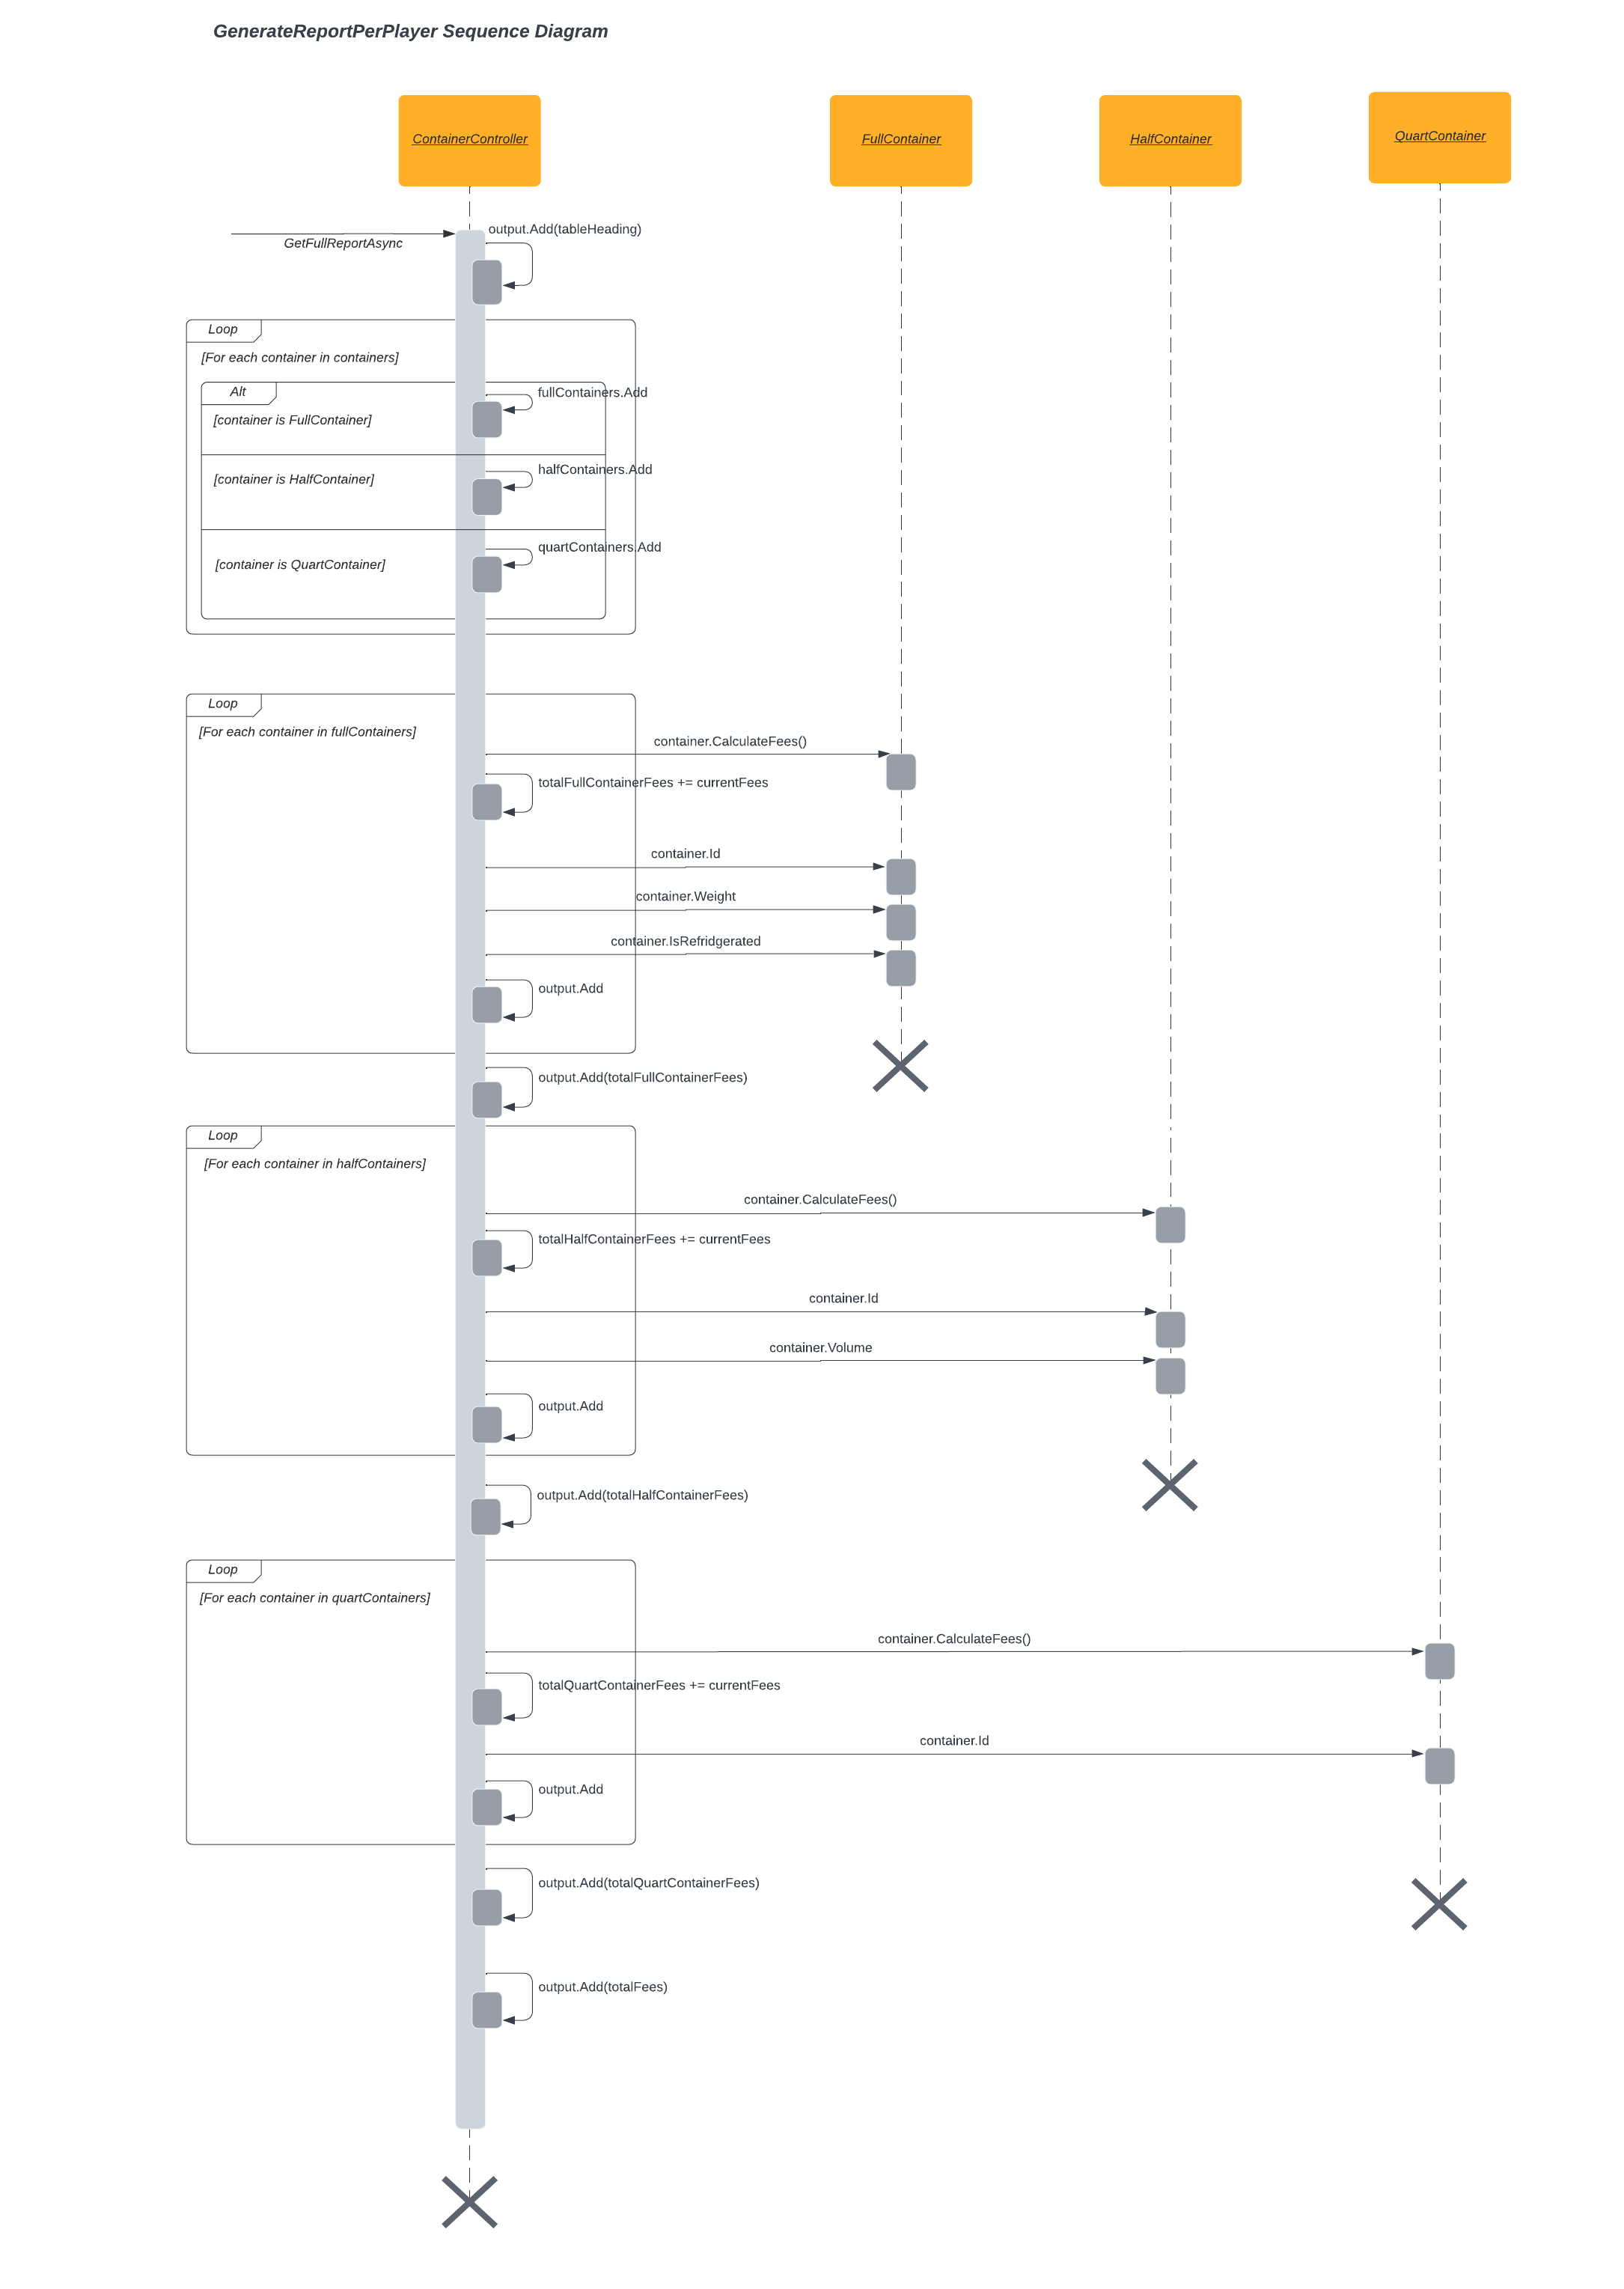 GenerateReportPerPlayer Sequence Diagram
ContainerController
FullContainer
HalfContainer
QuartContainer
GetFullReportAsync
output.Add(tableHeading)
Loop
[For each container in containers]
Alt
fullContainers.Add
[container is FullContainer]
halfContainers.Add
[container is HalfContainer]
quartContainers.Add
[container is QuartContainer]
Loop
[For each container in fullContainers]
container.CalculateFees()
totalFullContainerFees += currentFees
container.Id
container.Weight
container.IsRefridgerated
output.Add
output.Add(totalFullContainerFees)
Loop
[For each container in halfContainers]
container.CalculateFees()
totalHalfContainerFees += currentFees
container.Id
container.Volume
output.Add
output.Add(totalHalfContainerFees)
Loop
[For each container in quartContainers]
container.CalculateFees()
totalQuartContainerFees += currentFees
container.Id
output.Add
output.Add(totalQuartContainerFees)
output.Add(totalFees)